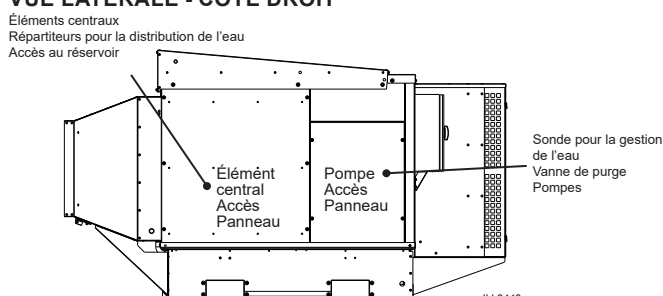 VUE LATÉRALE - CÔTÉ DROIT
Éléments centraux
Répartiteurs pour la distribution de l'eau
Accès au réservoir
Élément
central
Accès
Panneau
Pompe
Accès
Panneau
Sonde pour la gestion
de l'eau
Vanne de purge
Pompes